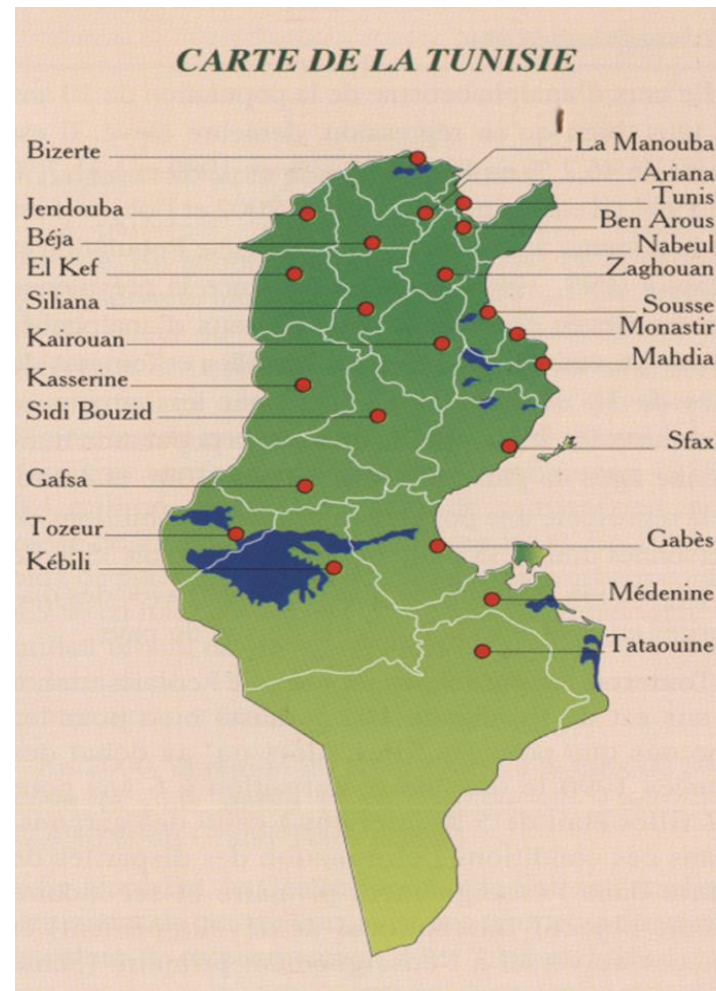 CARTE DE LA TUNISIE
Bizerte
Jendouba
Béja
El Kef
Siliana
Kairouan
Kasserine
Sidi Bouzid
Gafsa
Tozeur
Kébili
La Manouba
Ariana
Tunis
Ben Arous
Nabeul
Zaghouan
Sousse
Monastir
Mahdia
Sfax
Gabès
Médenine
Tataouine